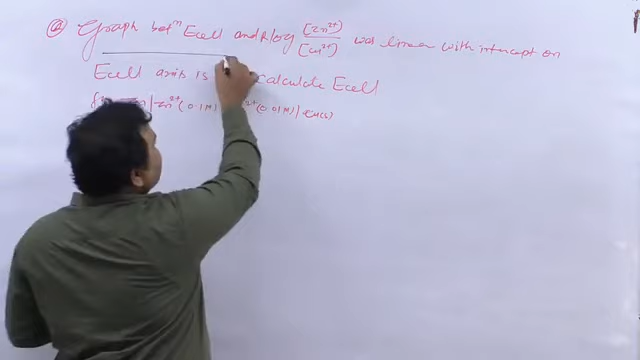 Q Graph betⁿ Ecell and log [Zn²⁺]/[Cu²⁺] was linear with intercept on
Ecell axis is calculate Ecell
Zn²⁺(0.1M) (0.01M)|Cu(s)